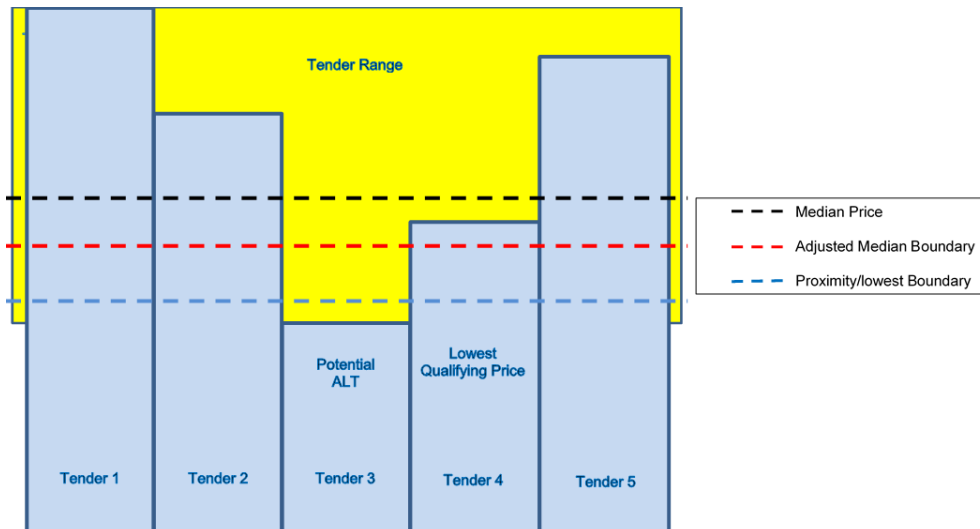 Tender Range
Median Price
Adjusted Median Boundary
Proximity/lowest Boundary
Potential
ALT
Lowest
Qualifying Price
Tender 1
Tender 2
Tender 3
Tender 4
Tender 5